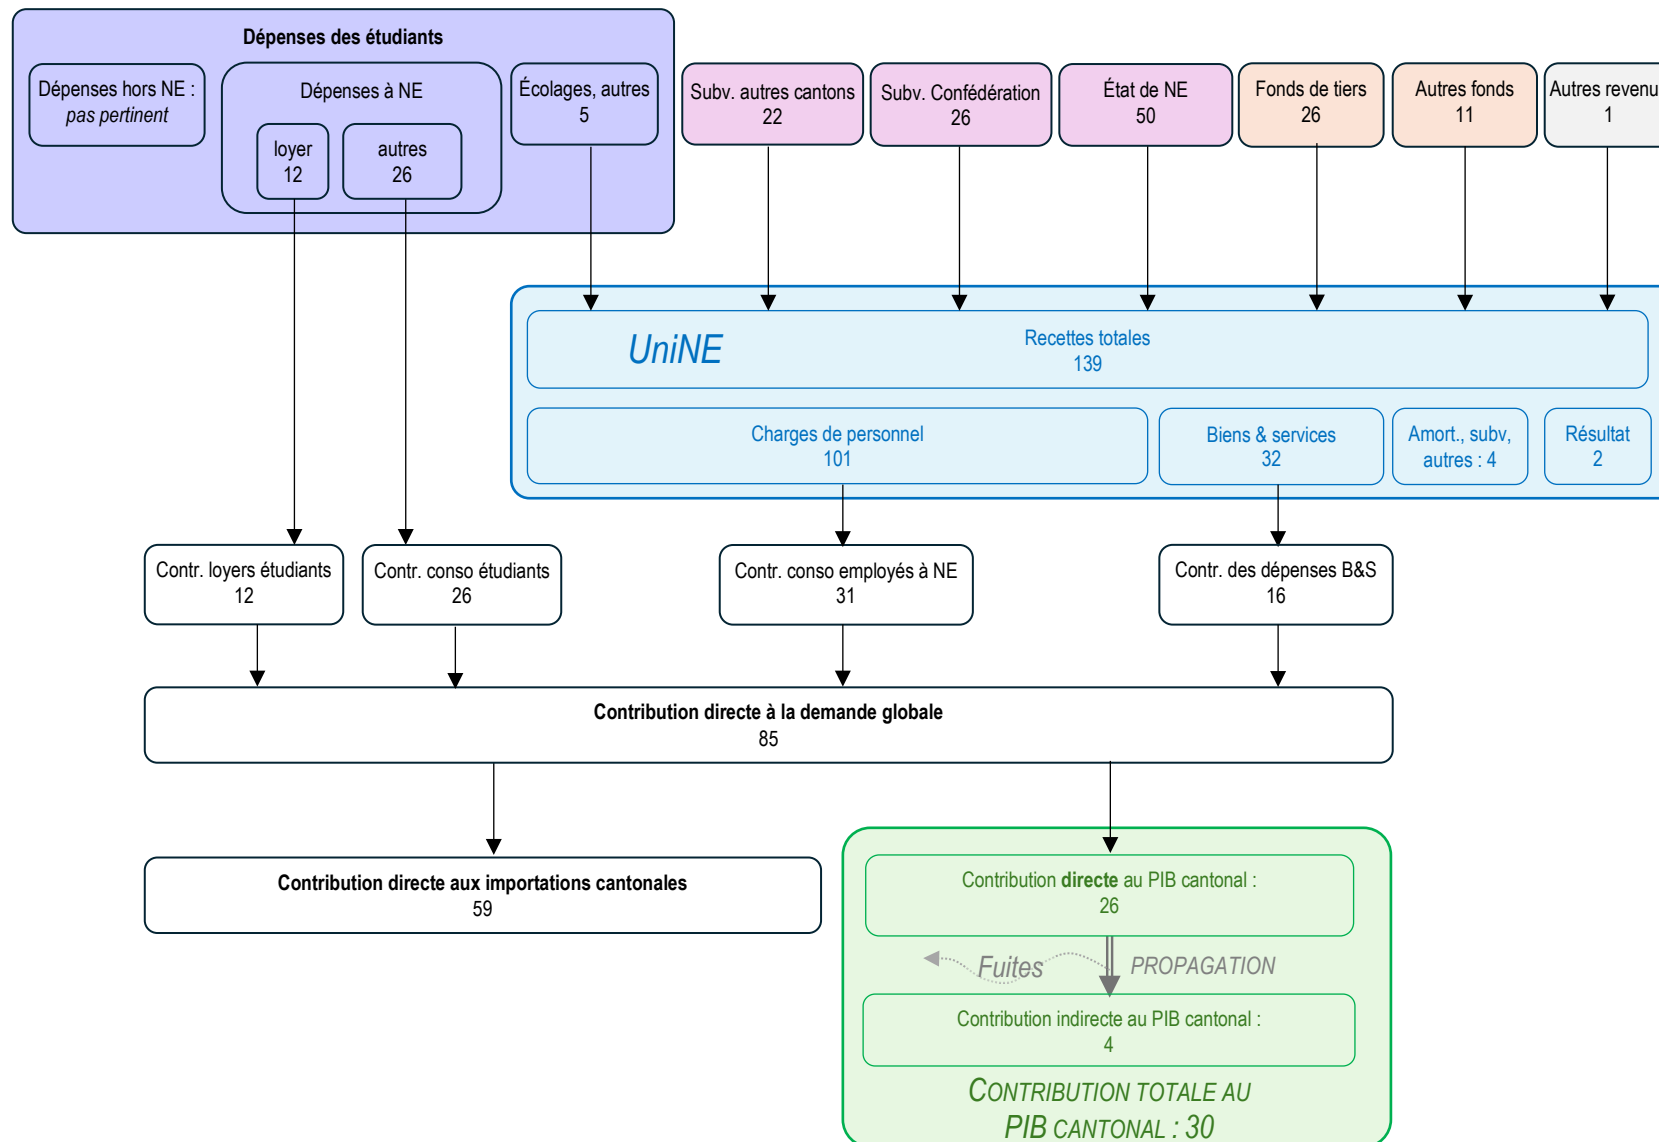 Dépenses des étudiants
Dépenses hors NE :
pas pertinent
Dépenses à NE
loyer
12
autres
26
Écolages, autres
5
Subv. autres cantons
22
Subv. Confédération
26
État de NE
50
Fonds de tiers
26
Autres fonds
11
Autres revenu
1
UniNE
Recettes totales
139
Charges de personnel
101
Biens & services
32
Amort., subv,
autres : 4
Résultat
2
Contr. loyers étudiants
12
Contr. conso étudiants
26
Contr. conso employés à NE
31
Contr. des dépenses B&S
16
Contribution directe à la demande globale
85
Contribution directe aux importations cantonales
59
Contribution directe au PIB cantonal :
26
Fuites
PROPAGATION
Contribution indirecte au PIB cantonal :
4
CONTRIBUTION TOTALE AU
PIB CANTONAL : 30